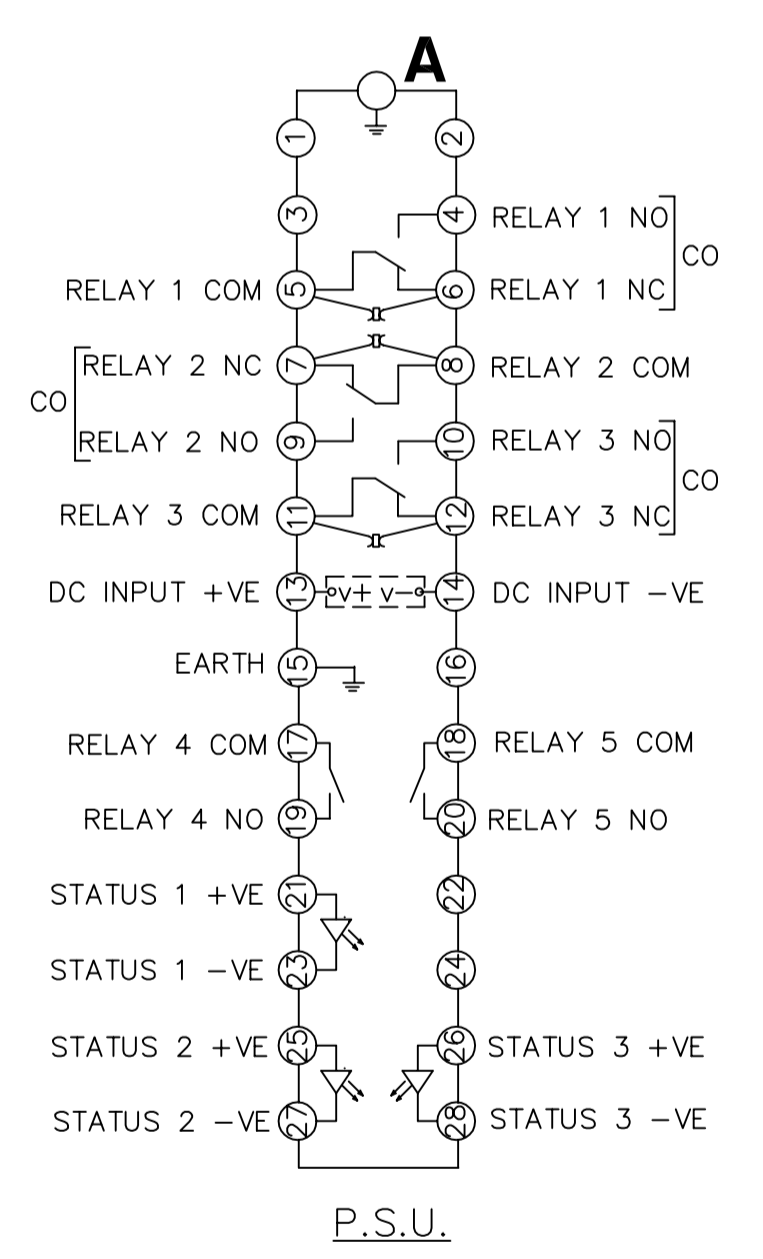 A
1 2
3 4 RELAY 1 NO
CO
RELAY 1 COM 5 6 RELAY 1 NC
RELAY 2 NC 7 8 RELAY 2 COM
CO
RELAY 2 NO 9 10 RELAY 3 NO
CO
RELAY 3 COM 11 12 RELAY 3 NC
DC INPUT +VE 13 V+ V− 14 DC INPUT −VE
EARTH 15 16
RELAY 4 COM 17 18 RELAY 5 COM
RELAY 4 NO 19 20 RELAY 5 NO
STATUS 1 +VE 21 22
STATUS 1 −VE 23 24
STATUS 2 +VE 25 26 STATUS 3 +VE
STATUS 2 −VE 27 28 STATUS 3 −VE
P.S.U.